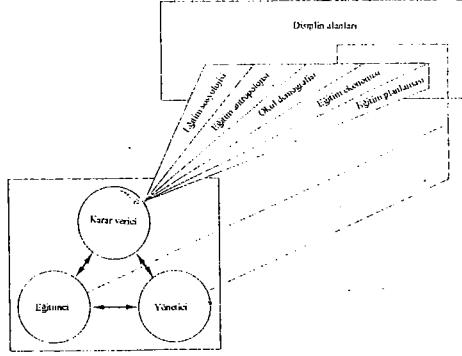 Disiplin alanları
Eğitim sosyolojisi
Eğitim antropolojisi
Okul demografisi
Eğitim ekonomisi
Eğitim planlaması
Karar verici
Eğitimci
Yönetici